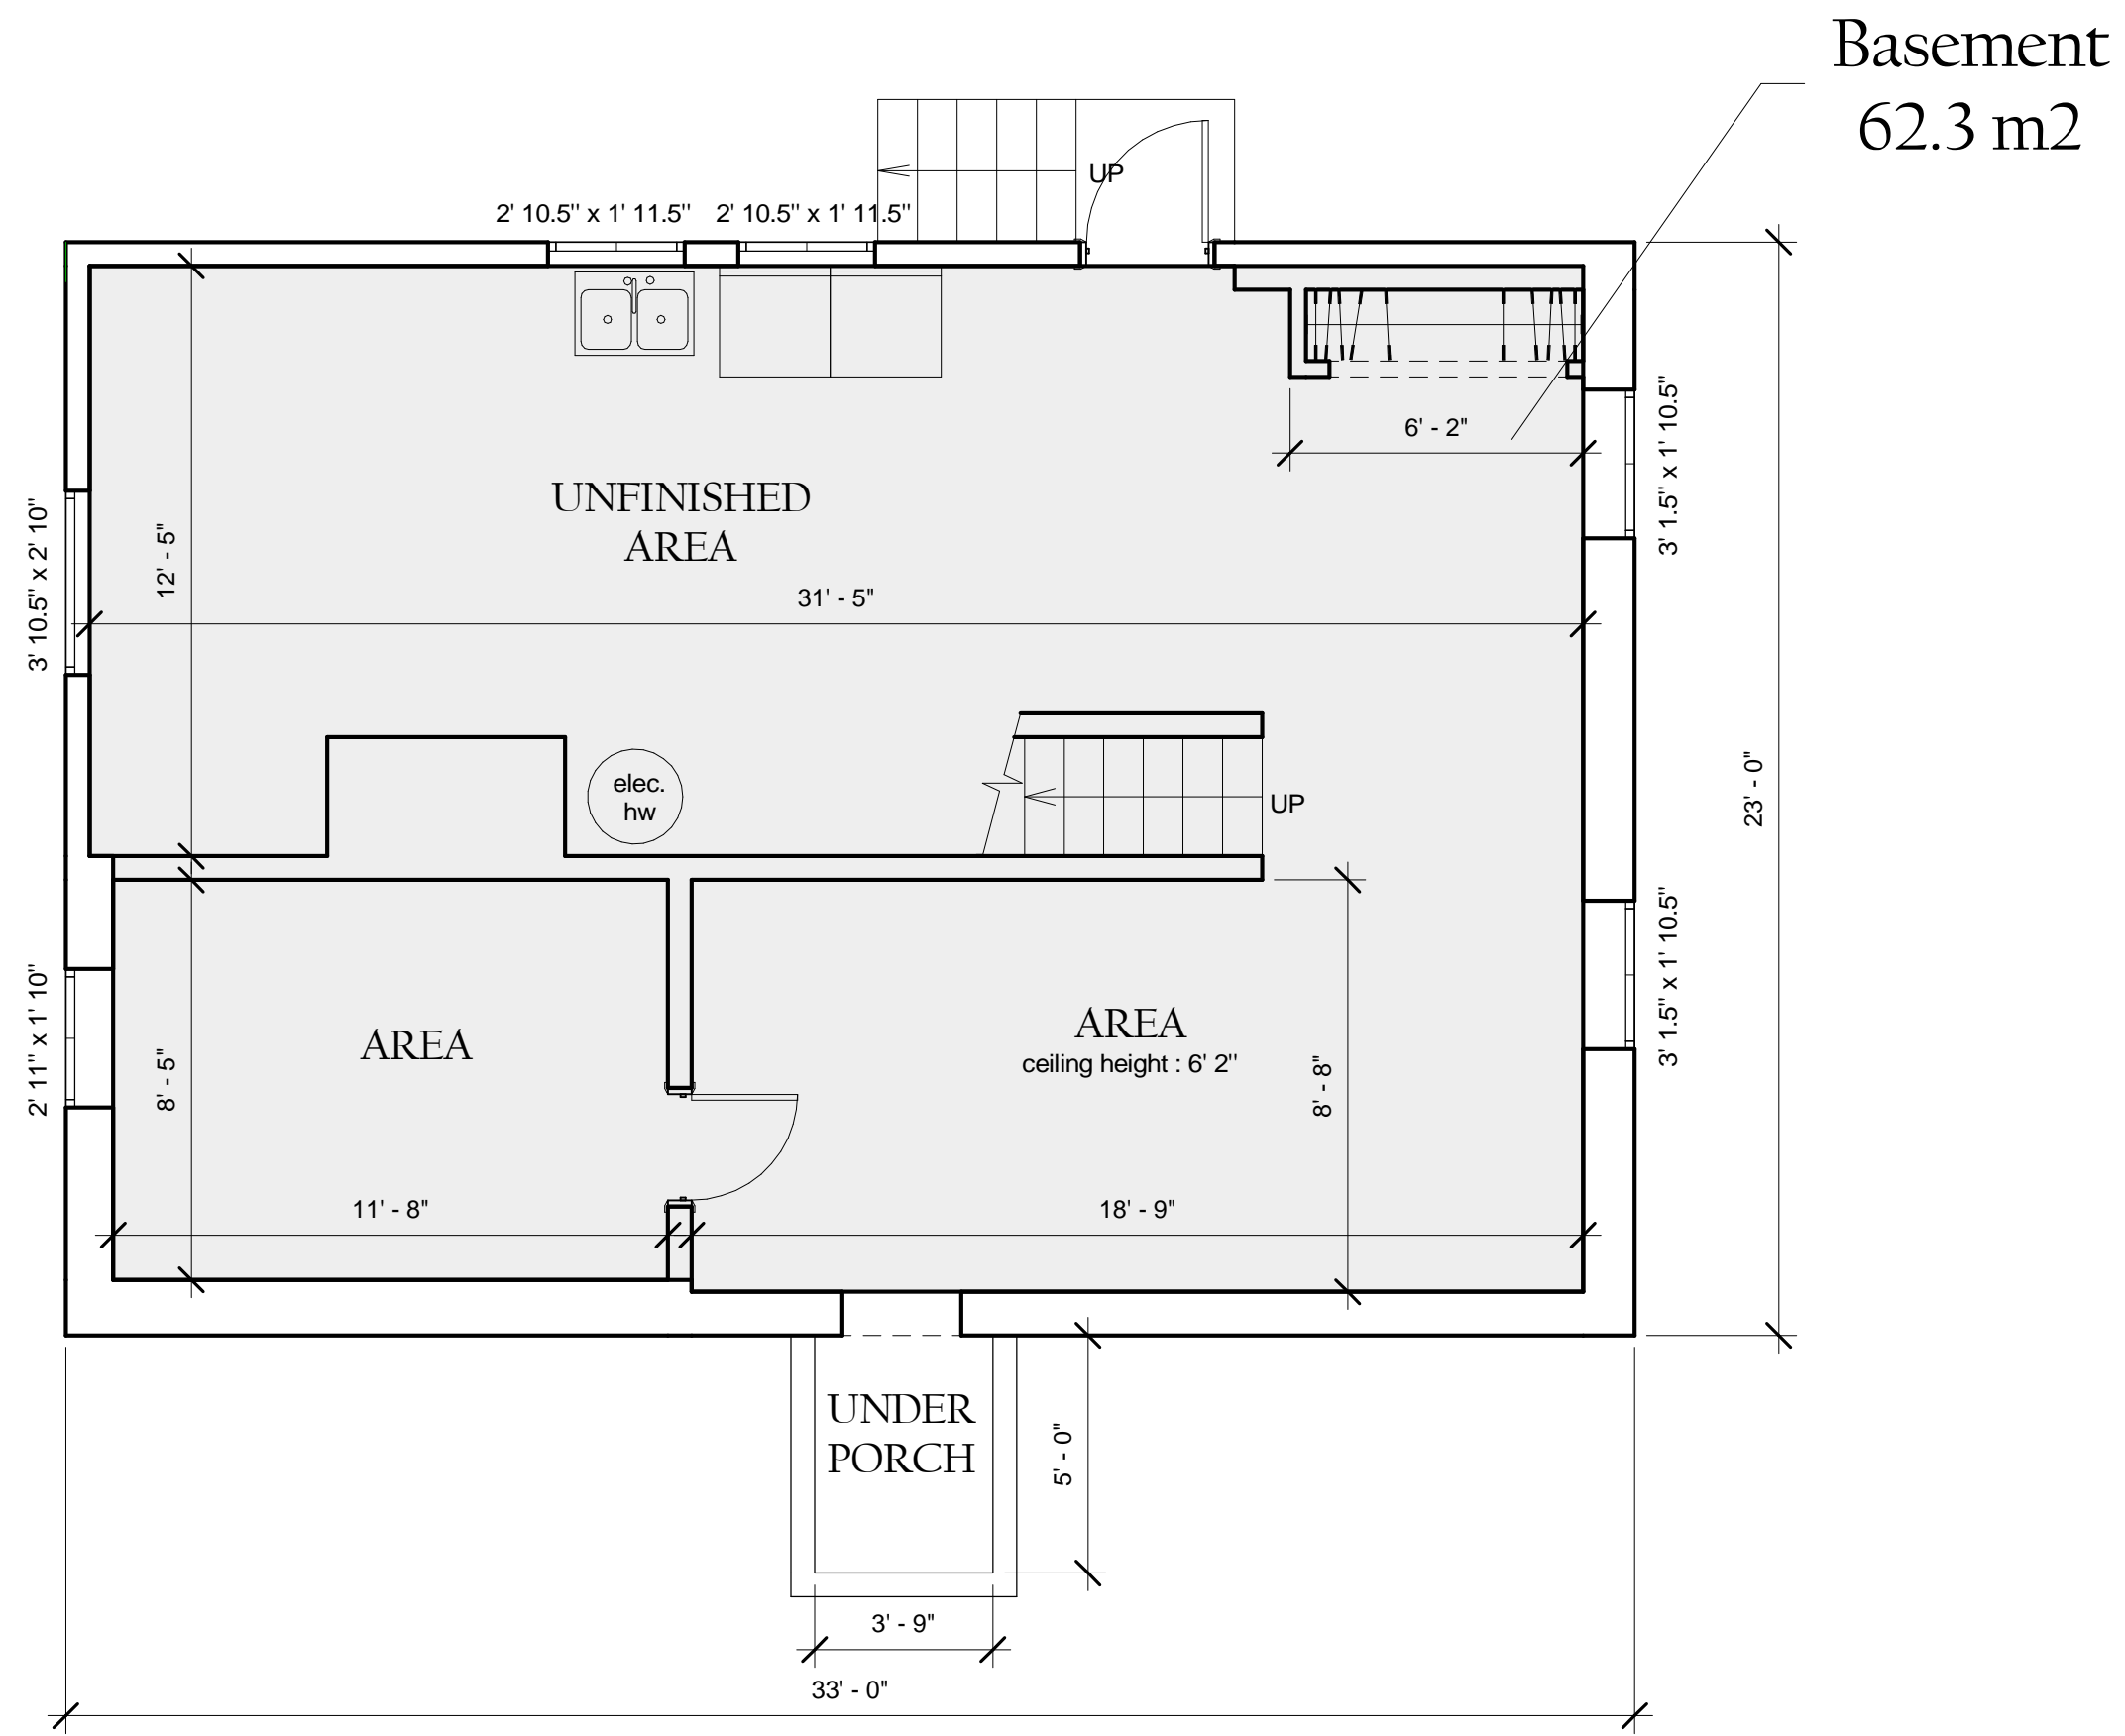 Basement
62.3 m2
UP
2' 10.5" x 1' 11.5"
2' 10.5" x 1' 11.5"
3' 1.5" x 1' 10.5"
6' - 2"
UNFINISHED
AREA
3' 10.5" x 2' 10"
12' - 5"
31' - 5"
23' - 0"
elec.
hw
UP
3' 1.5" x 1' 10.5"
2' 11" x 1' 10"
AREA
AREA
ceiling height : 6' 2"
8' - 5"
8' - 8"
11' - 8"
18' - 9"
UNDER
PORCH
5' - 0"
3' - 9"
33' - 0"